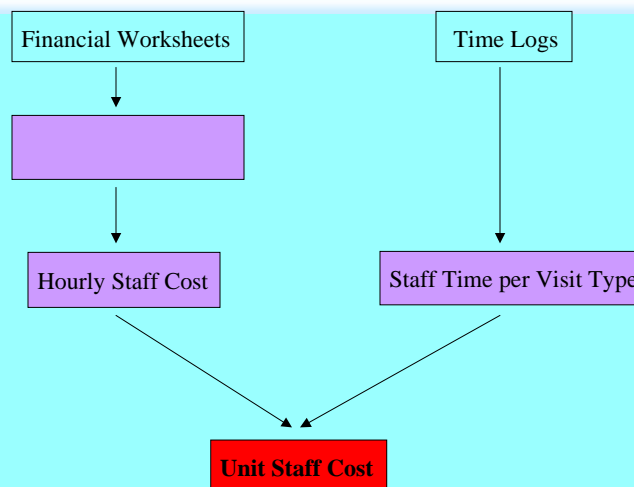 Financial Worksheets
Time Logs
Hourly Staff Cost
Staff Time per Visit Type
Unit Staff Cost